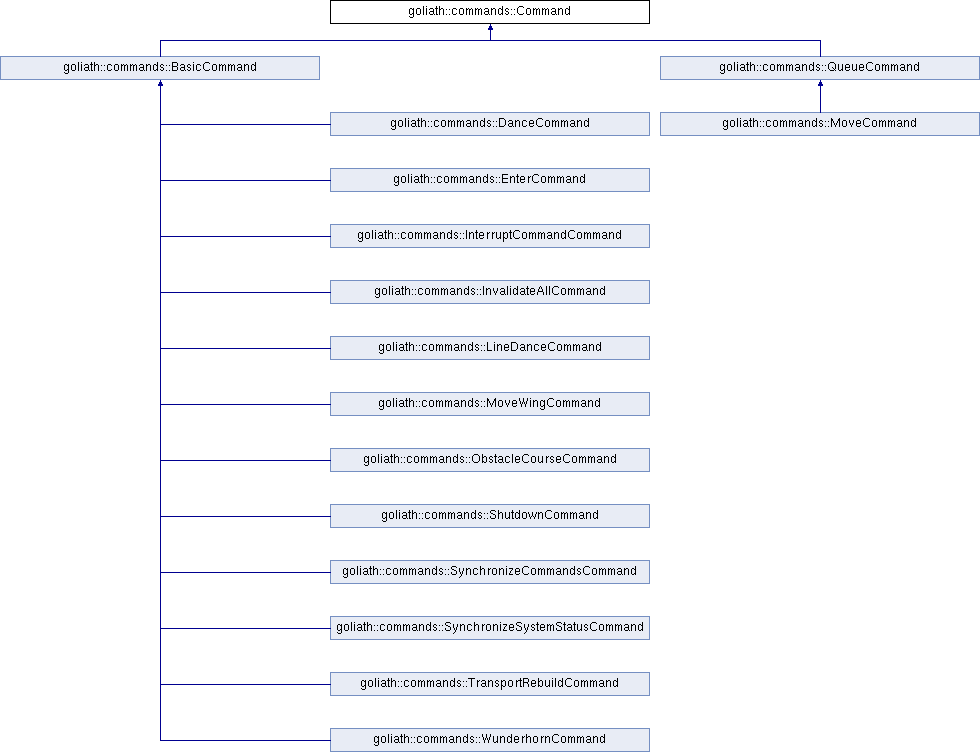 goliath::commands::Command
goliath::commands::BasicCommand
goliath::commands::QueueCommand
goliath::commands::DanceCommand
goliath::commands::MoveCommand
goliath::commands::EnterCommand
goliath::commands::InterruptCommandCommand
goliath::commands::InvalidateAllCommand
goliath::commands::LineDanceCommand
goliath::commands::MoveWingCommand
goliath::commands::ObstacleCourseCommand
goliath::commands::ShutdownCommand
goliath::commands::SynchronizeCommandsCommand
goliath::commands::SynchronizeSystemStatusCommand
goliath::commands::TransportRebuildCommand
goliath::commands::WunderhornCommand